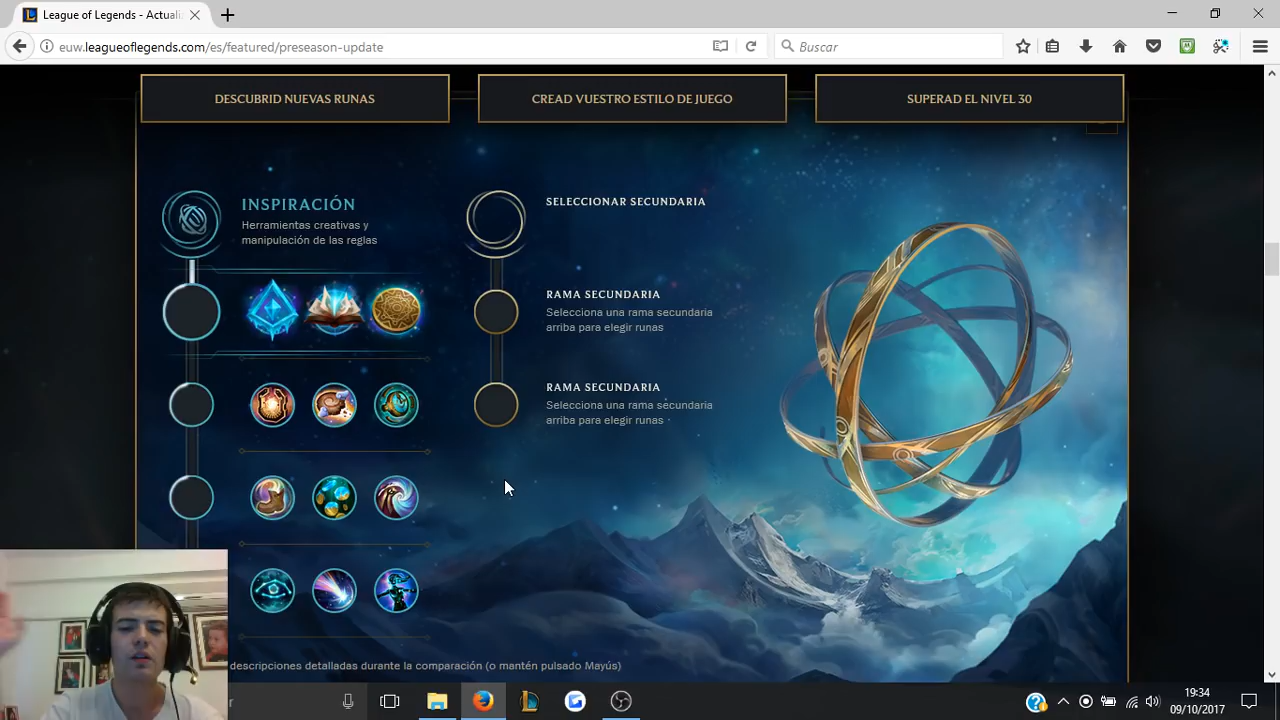 League of Legends - Actuali
euw.leagueoflegends.com/es/featured/preseason-update
Buscar
DESCUBRID NUEVAS RUNAS
CREAD VUESTRO ESTILO DE JUEGO
SUPERAD EL NIVEL 30
INSPIRACIÓN
Herramientas creativas y
manipulación de las reglas
SELECCIONAR SECUNDARIA
RAMA SECUNDARIA
Selecciona una rama secundaria
arriba para elegir runas
RAMA SECUNDARIA
Selecciona una rama secundaria
arriba para elegir runas
descripciones detalladas durante la comparación (o mantén pulsado Mayús)
r
19:34
09/10/2017